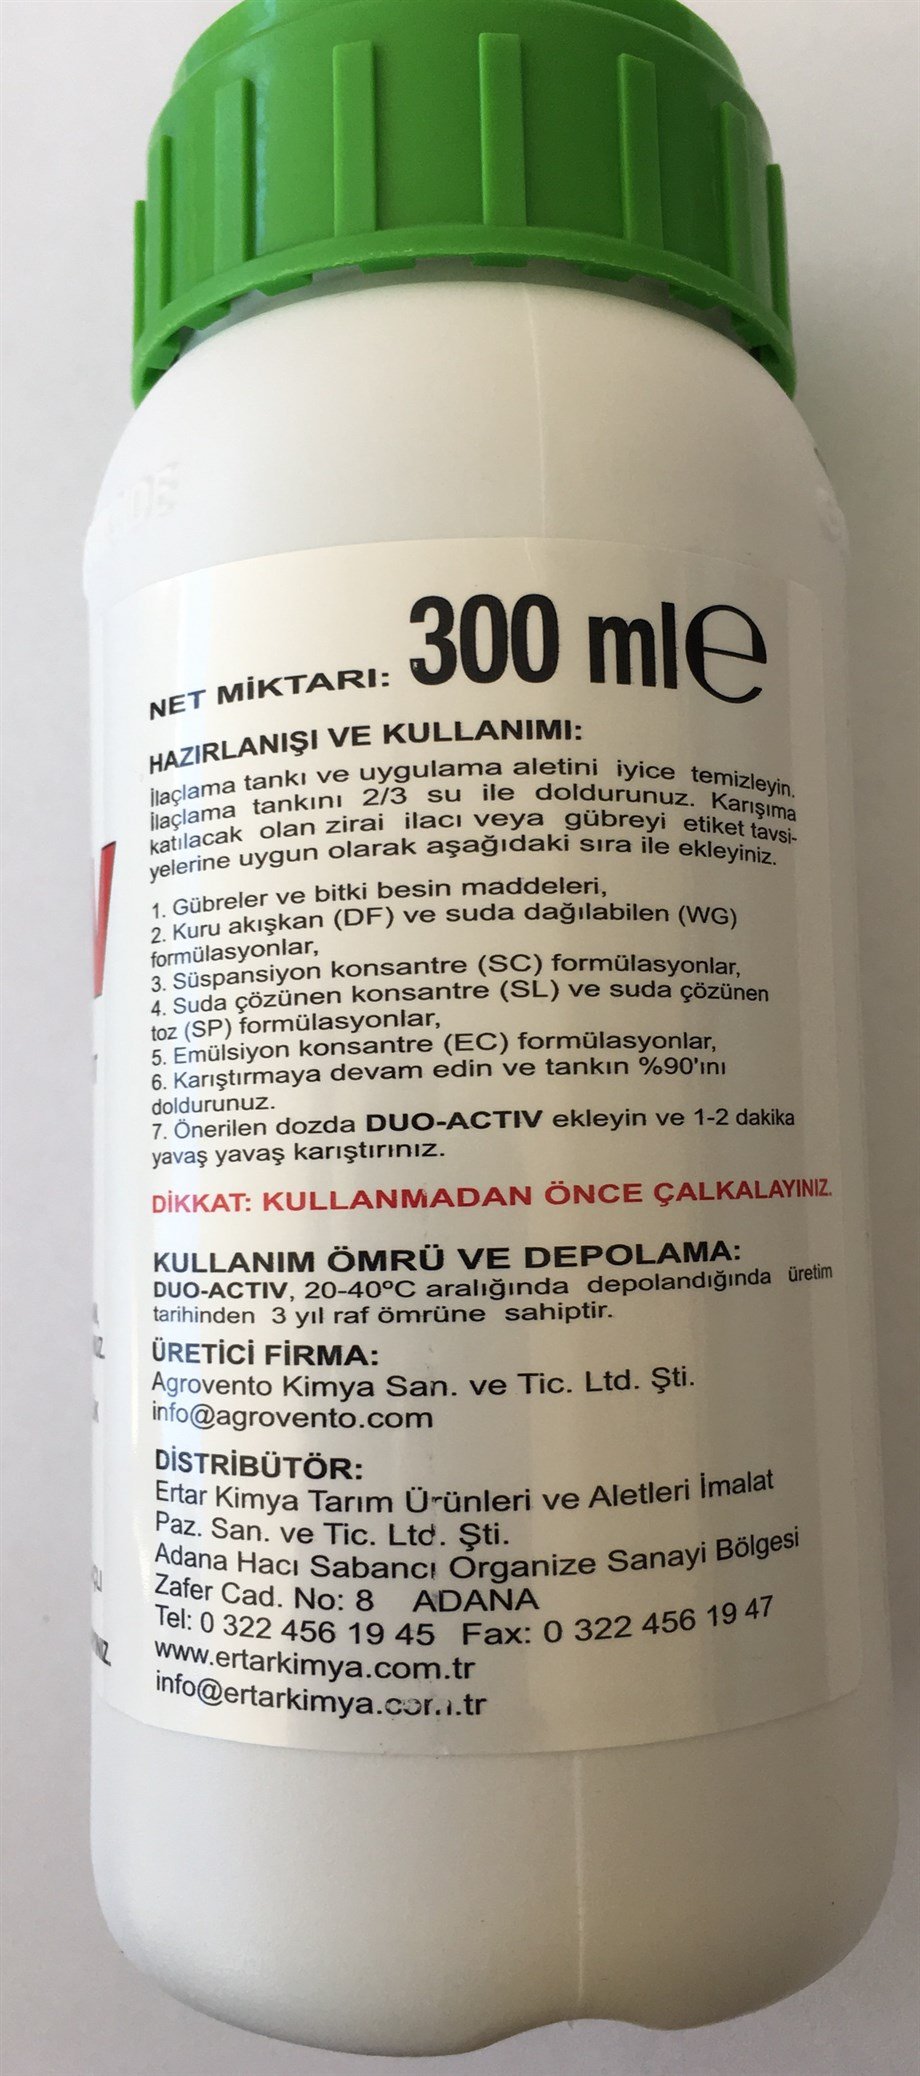 NET MİKTARI: 300 ml℮
HAZIRLANIŞI VE KULLANIMI:
İlaçlama tankı ve uygulama aletini iyice temizleyin.
İlaçlama tankını 2/3 su ile doldurunuz. Karışıma
katılacak olan zirai ilacı veya gübreyi etiket tavsi-
yelerine uygun olarak aşağıdaki sıra ile ekleyiniz.
1. Gübreler ve bitki besin maddeleri,
2. Kuru akışkan (DF) ve suda dağılabilen (WG)
formülasyonlar,
3. Süspansiyon konsantre (SC) formülasyonlar,
4. Suda çözünen konsantre (SL) ve suda çözünen
toz (SP) formülasyonlar,
5. Emülsiyon konsantre (EC) formülasyonlar,
6. Karıştırmaya devam edin ve tankın %90'ını
doldurunuz.
7. Önerilen dozda DUO-ACTIV ekleyin ve 1-2 dakika
yavaş yavaş karıştırınız.
DİKKAT: KULLANMADAN ÖNCE ÇALKALAYINIZ.
KULLANIM ÖMRÜ VE DEPOLAMA:
DUO-ACTIV, 20-40ºC aralığında depolandığında üretim
tarihinden 3 yıl raf ömrüne sahiptir.
ÜRETİCİ FİRMA:
Agrovento Kimya San. ve Tic. Ltd. Şti.
info@agrovento.com
DİSTRİBÜTÖR:
Ertar Kimya Tarım Ürünleri ve Aletleri İmalat
Paz. San. ve Tic. Ltd. Şti.
Adana Hacı Sabancı Organize Sanayi Bölgesi
Zafer Cad. No: 8 ADANA
Tel: 0 322 456 19 45 Fax: 0 322 456 19 47
www.ertarkimya.com.tr
info@ertarkimya.com.tr